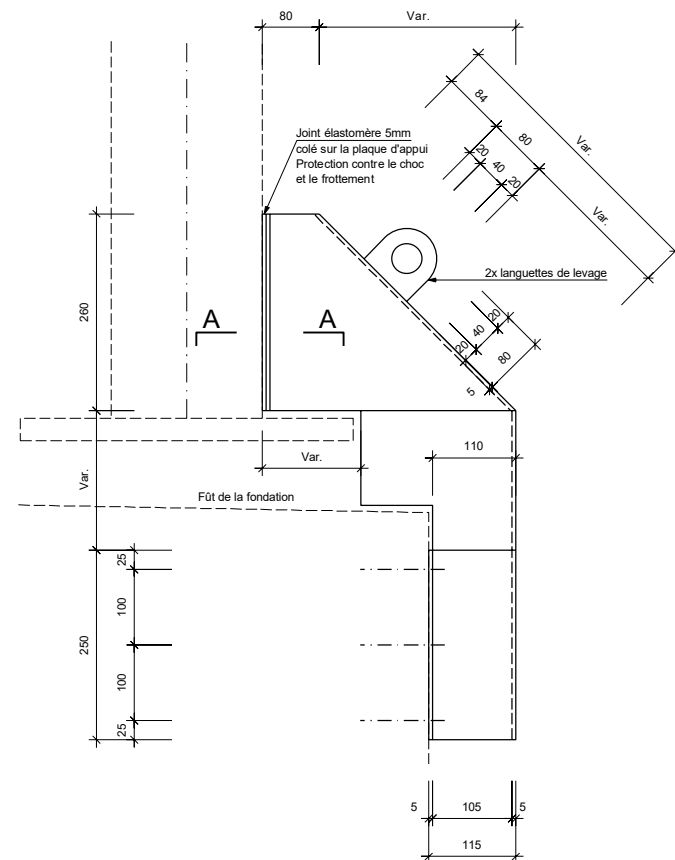 80
Var.
84
80
Var.
20
40
20
Var.
Joint élastomère 5mm
colé sur la plaque d'appui
Protection contre le choc
et le frottement
2x languettes de levage
260
A
A
20
40
20
80
5
110
Var.
Var.
Fût de la fondation
25
100
250
100
25
5
105
5
115